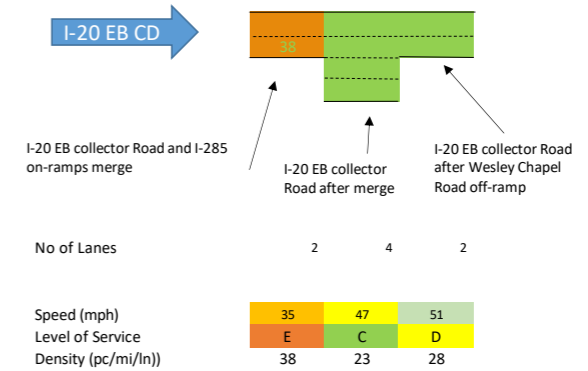 I-20 EB CD
38
I-20 EB collector Road and I-285
on-ramps merge
I-20 EB collector
Road after merge
I-20 EB collector Road
after Wesley Chapel
Road off-ramp
No of Lanes 2 4 2
Speed (mph) 35 47 51
Level of Service E C D
Density (pc/mi/ln)) 38 23 28